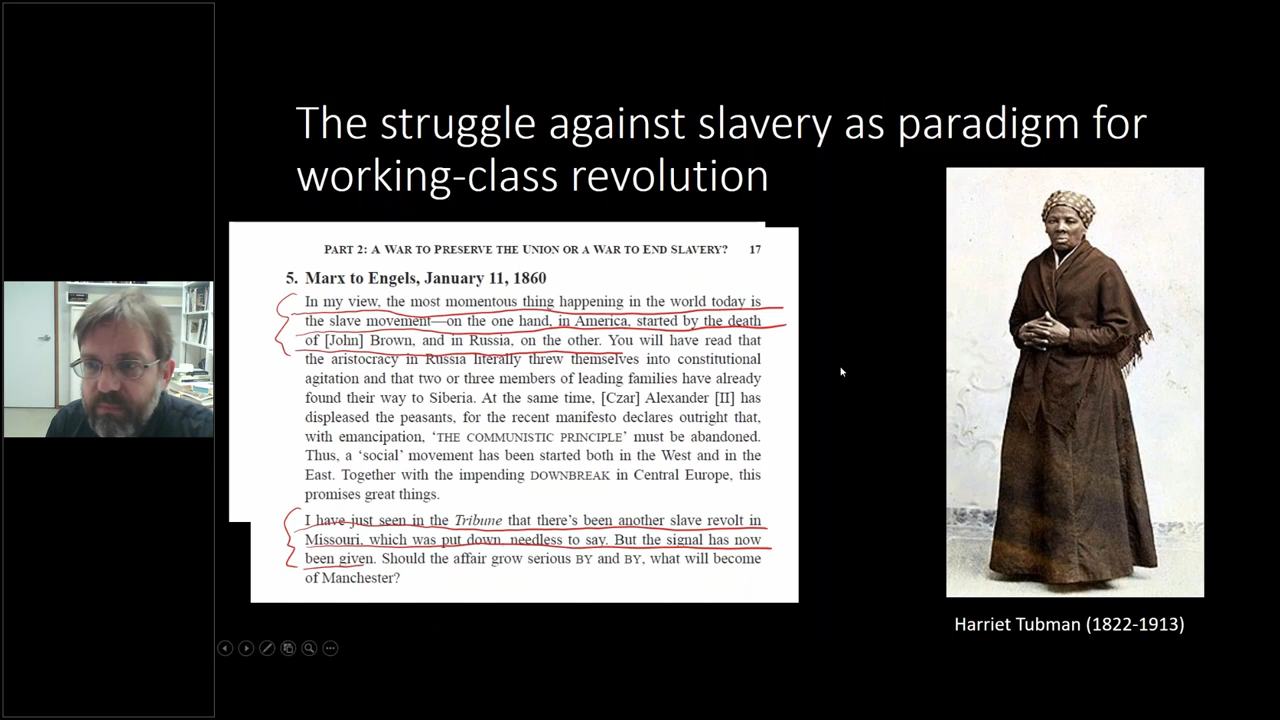 The struggle against slavery as paradigm for
working-class revolution
PART 2: A WAR TO PRESERVE THE UNION OR A WAR TO END SLAVERY? 17
5. Marx to Engels, January 11, 1860
In my view, the most momentous thing happening in the world today is
the slave movement—on the one hand, in America, started by the death
of [John] Brown, and in Russia, on the other. You will have read that
the aristocracy in Russia literally threw themselves into constitutional
agitation and that two or three members of leading families have already
found their way to Siberia. At the same time, [Czar] Alexander [II] has
displeased the peasants, for the recent manifesto declares outright that,
with emancipation, ‘THE COMMUNISTIC PRINCIPLE’ must be abandoned.
Thus, a ‘social’ movement has been started both in the West and in the
East. Together with the impending DOWNBREAK in Central Europe, this
promises great things.
I have just seen in the Tribune that there’s been another slave revolt in
Missouri, which was put down, needless to say. But the signal has now
been given. Should the affair grow serious BY and BY, what will become
of Manchester?
Harriet Tubman (1822-1913)